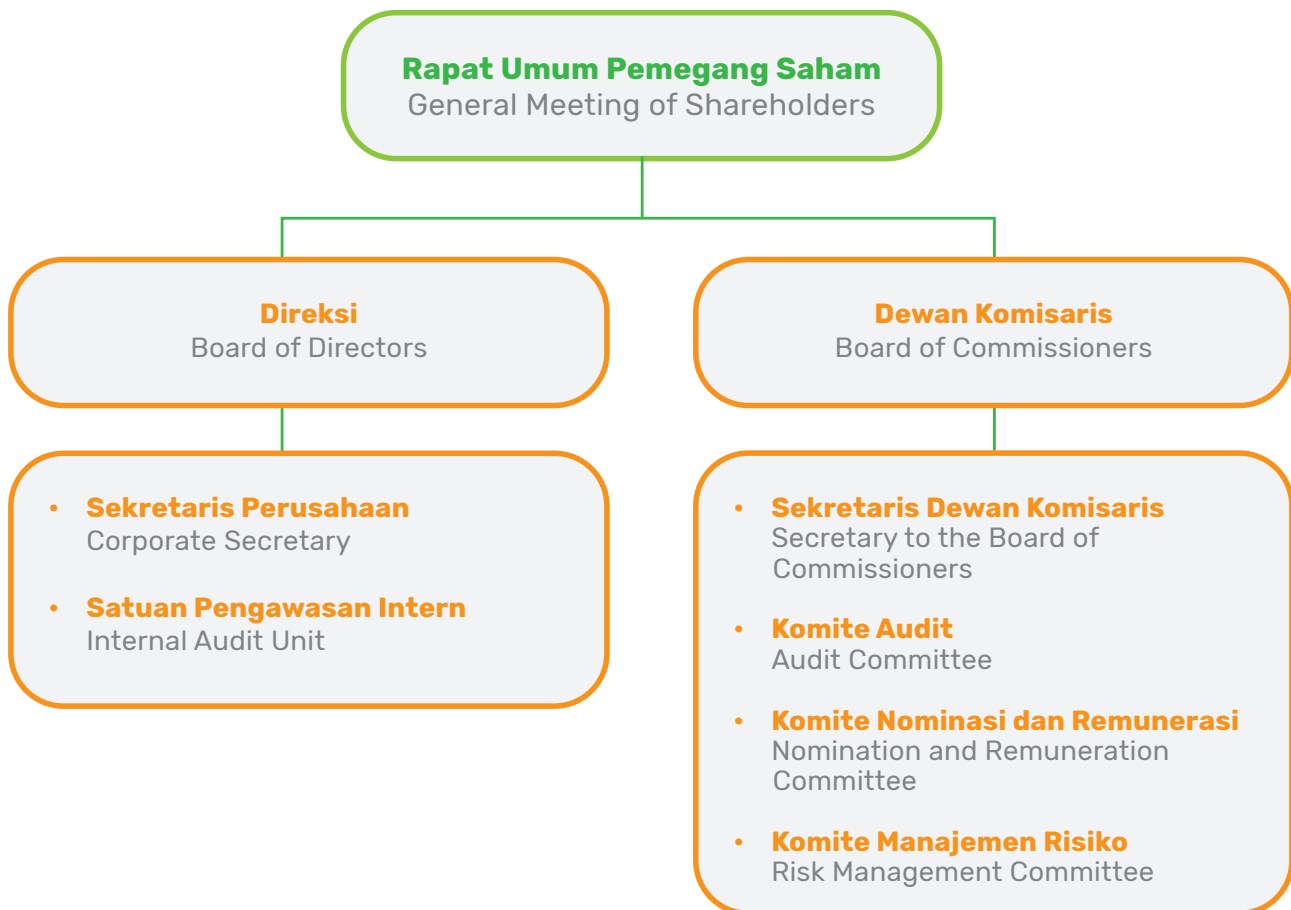 Rapat Umum Pemegang Saham
General Meeting of Shareholders
Direksi
Board of Directors
Dewan Komisaris
Board of Commissioners
• Sekretaris Perusahaan
Corporate Secretary
• Satuan Pengawasan Intern
Internal Audit Unit
• Sekretaris Dewan Komisaris
Secretary to the Board of
Commissioners
• Komite Audit
Audit Committee
• Komite Nominasi dan Remunerasi
Nomination and Remuneration
Committee
• Komite Manajemen Risiko
Risk Management Committee